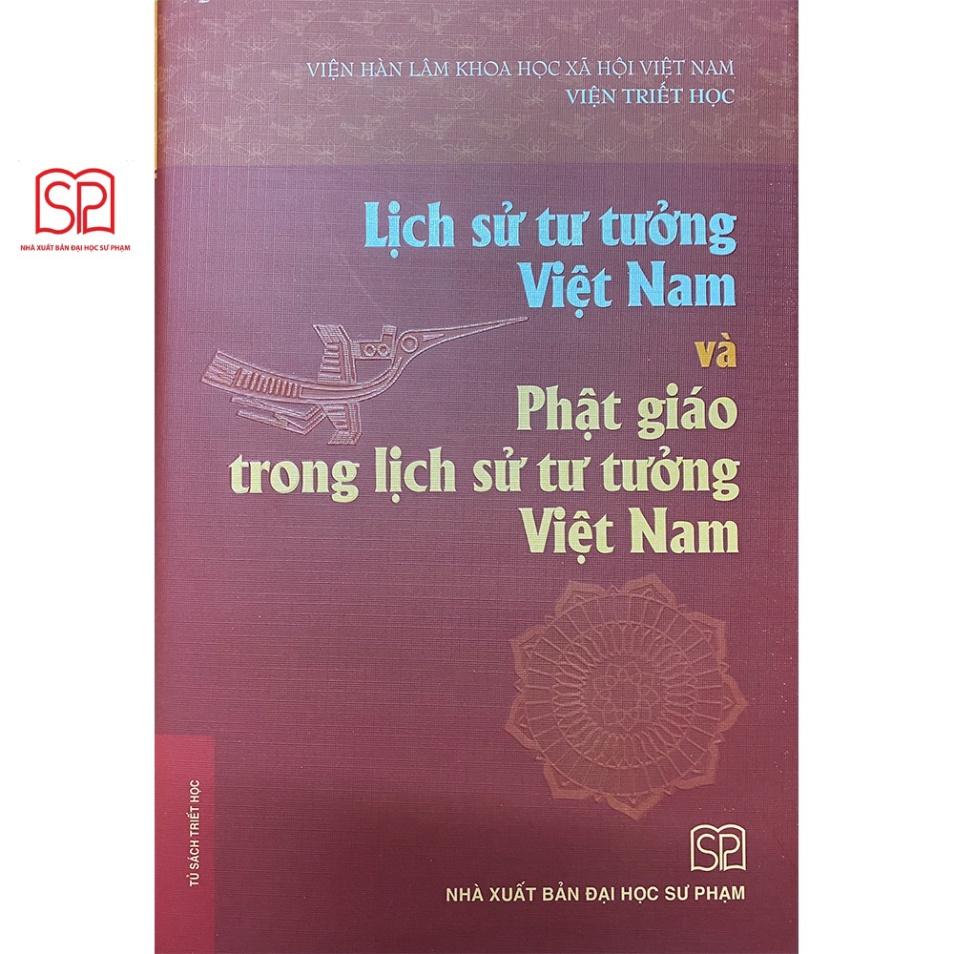 VIỆN HÀN LÂM KHOA HỌC XÃ HỘI VIỆT NAM
VIỆN TRIẾT HỌC
SP
NHÀ XUẤT BẢN ĐẠI HỌC SƯ PHẠM
Lịch sử tư tưởng
Việt Nam
và
Phật giáo
trong lịch sử tư tưởng
Việt Nam
TỦ SÁCH TRIẾT HỌC
SP
NHÀ XUẤT BẢN ĐẠI HỌC SƯ PHẠM